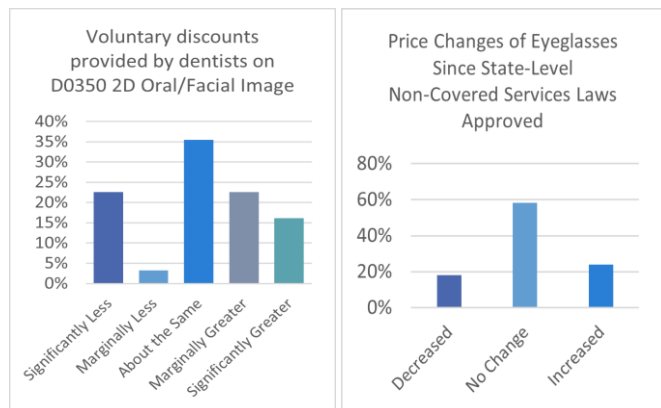 Voluntary discounts
provided by dentists on
D0350 2D Oral/Facial Image
40%
35%
30%
25%
20%
15%
10%
5%
0%
Significantly Less
Marginally Less
About the Same
Marginally Greater
Significantly Greater
Price Changes of Eyeglasses
Since State-Level
Non-Covered Services Laws
Approved
80%
60%
40%
20%
0%
Decreased
No Change
Increased